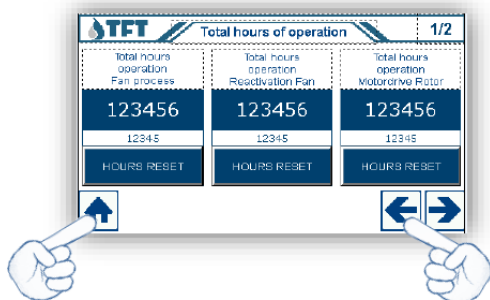 TFT Total hours of operation 1/2
Total hours operation Fan process
Total hours operation Reactivation Fan
Total hours operation Motordrive Rotor
123456 123456 123456
12345 12345 12345
HOURS RESET HOURS RESET HOURS RESET